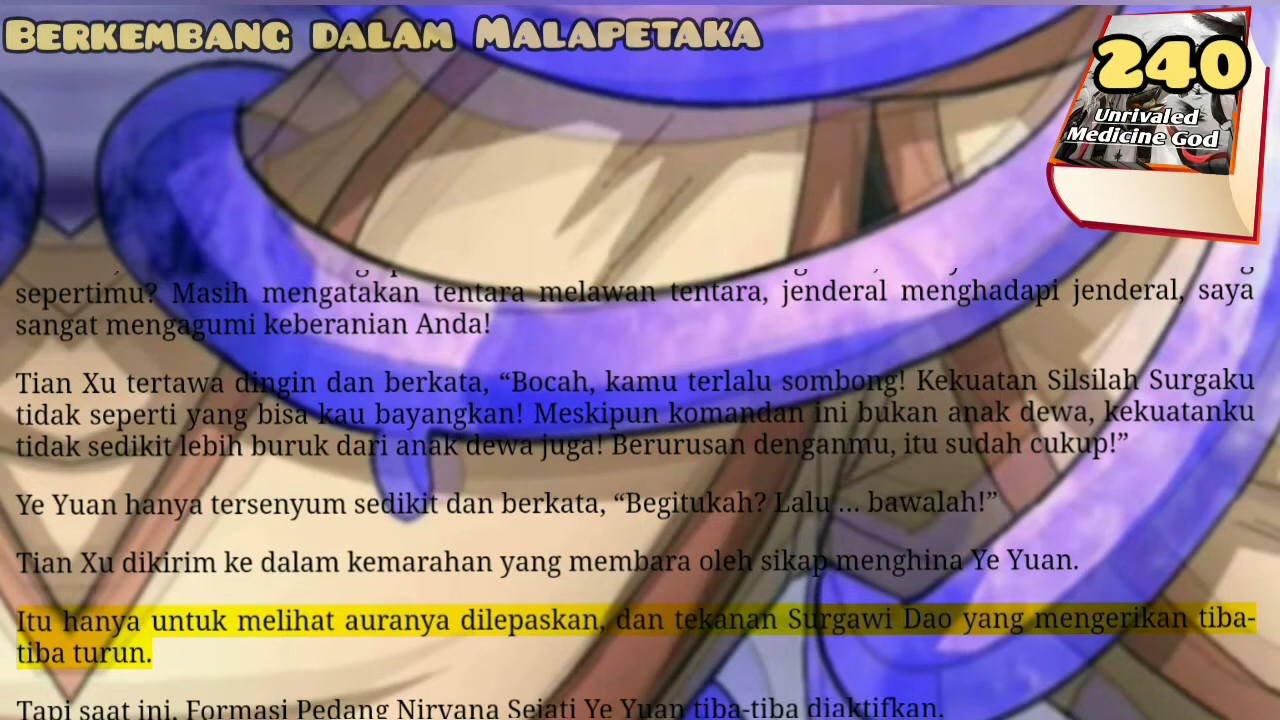 BERKEMBANG DALAM MALAPETAKA
240
Unrivaled
Medicine God
sepertimu? Masih mengatakan tentara melawan tentara, jenderal menghadapi jenderal, saya
sangat mengagumi keberanian Anda!
Tian Xu tertawa dingin dan berkata, “Bocah, kamu terlalu sombong! Kekuatan Silsilah Surgaku
tidak seperti yang bisa kau bayangkan! Meskipun komandan ini bukan anak dewa, kekuatanku
tidak sedikit lebih buruk dari anak dewa juga! Berurusan denganmu, itu sudah cukup!”
Ye Yuan hanya tersenyum sedikit dan berkata, “Begitukah? Lalu ... bawalah!”
Tian Xu dikirim ke dalam kemarahan yang membara oleh sikap menghina Ye Yuan.
Itu hanya untuk melihat auranya dilepaskan, dan tekanan Surgawi Dao yang mengerikan tiba-
tiba turun.
Tapi saat ini, Formasi Pedang Nirvana Sejati Ye Yuan tiba-tiba diaktifkan.